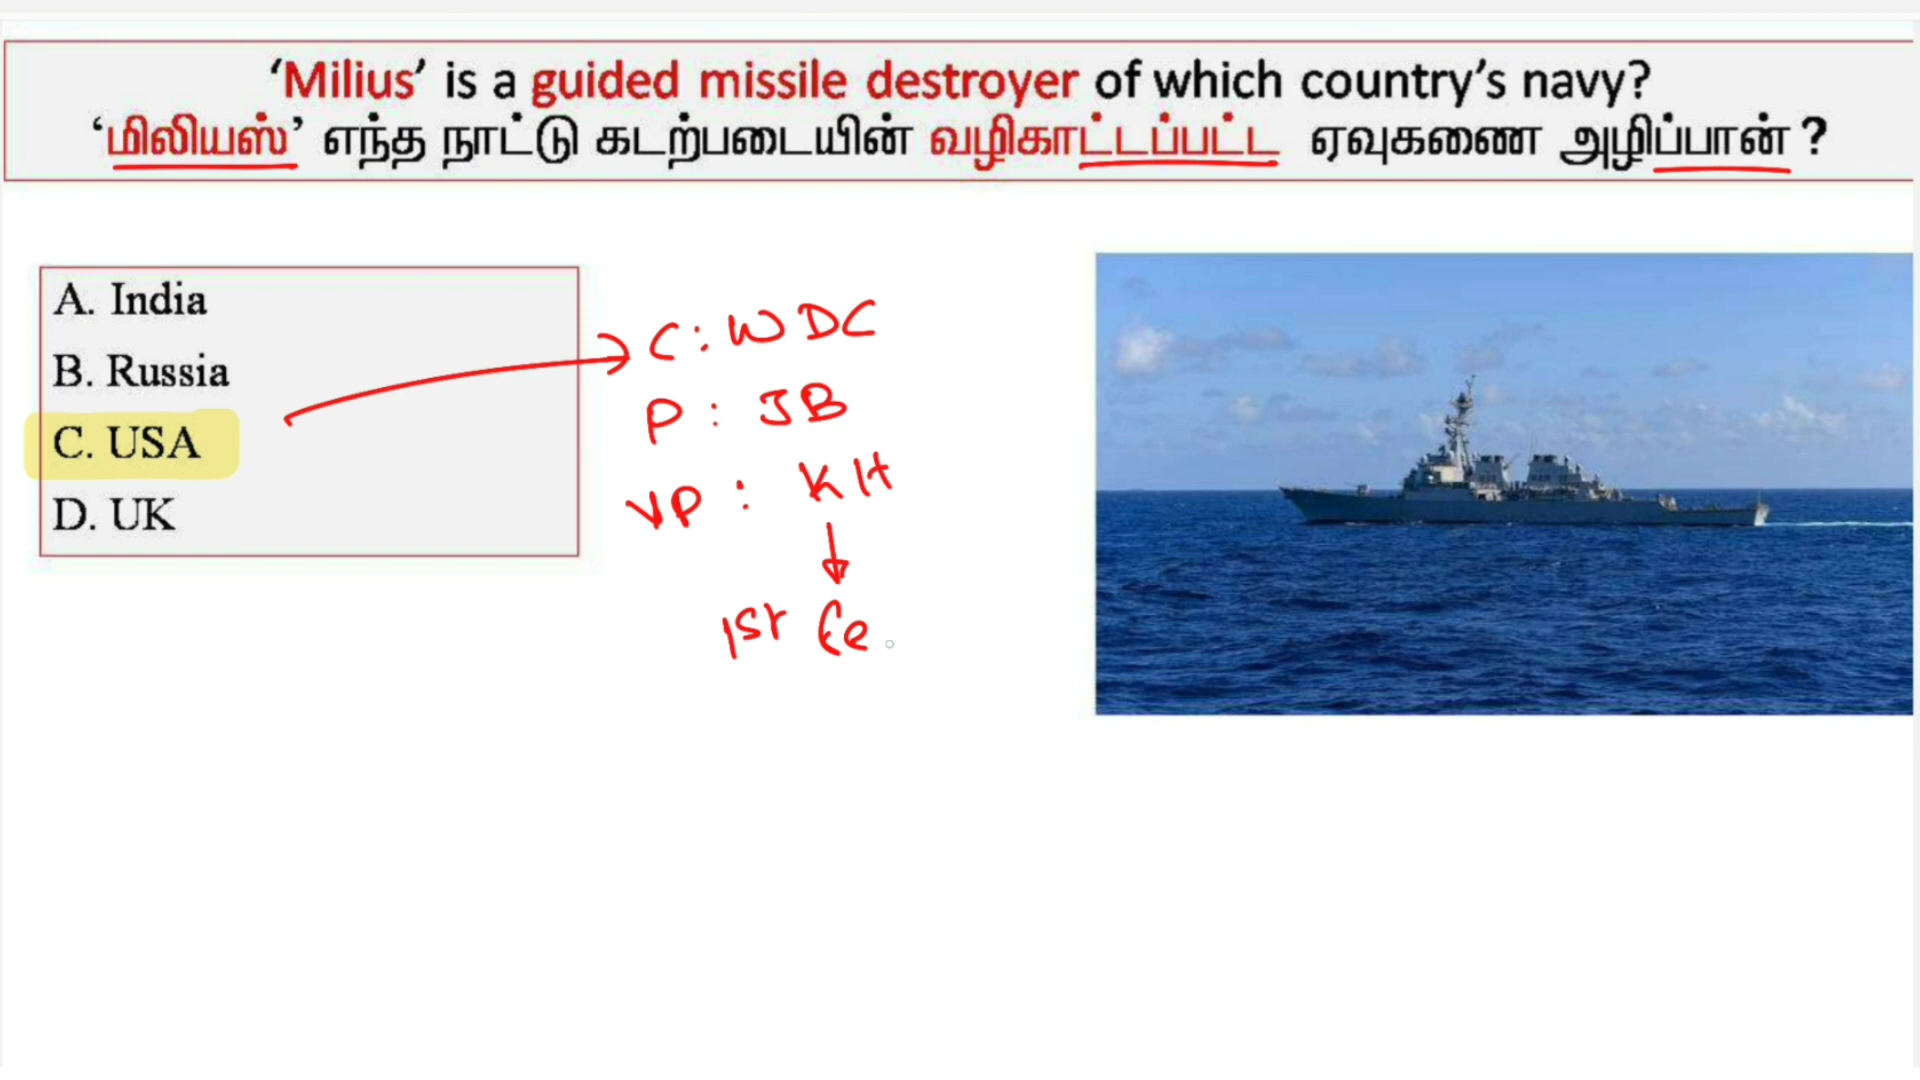 ‘Milius’ is a guided missile destroyer of which country’s navy?
‘மிலியஸ்’ எந்த நாட்டு கடற்படையின் வழிகாட்டப்பட்ட ஏவுகணை அழிப்பான் ?
A. India
B. Russia
C. USA
D. UK
C : WDC
P : JB
VP : KH
1st